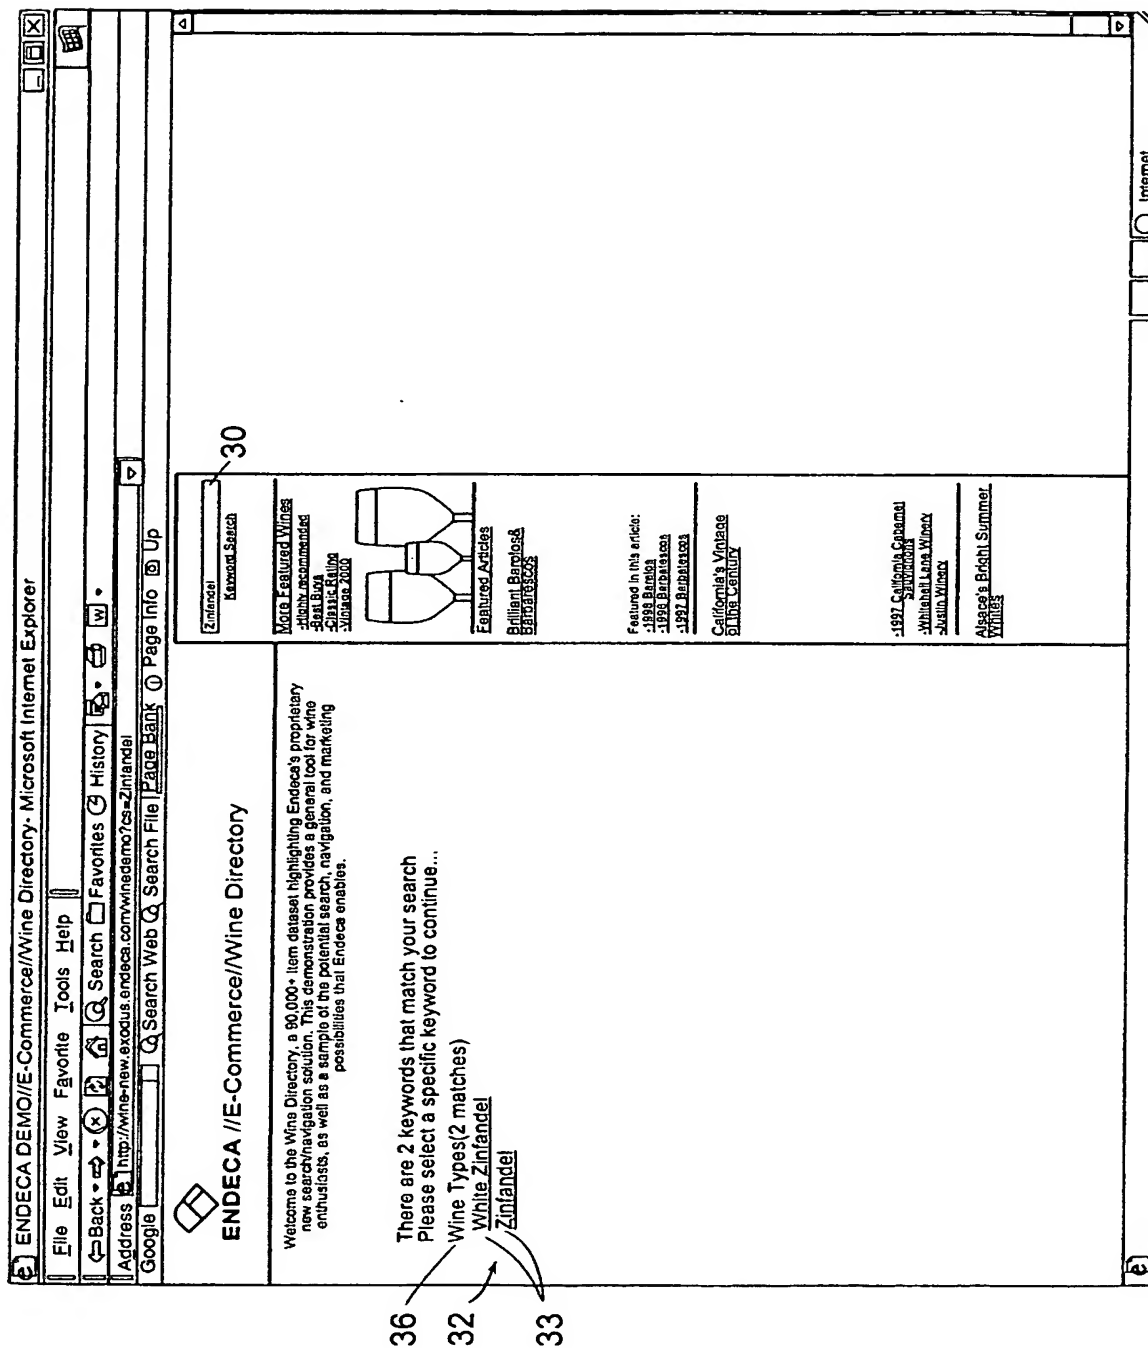 ENDECA DEMO//E-Commerce//Wine Directory- Microsoft Internet Explorer
File Edit View Favorite Tools Help
Back Search Favorites History W
Address http://wine-new.exodus.endeca.com/winedemo?cs=Zinfandel
Google Search Web Search File Page Bank Page Info Up
ENDECA //E-Commerce//Wine Directory
Welcome to the Wine Directory, a 90,000+ item dataset highlighting Endeca's proprietary
new search/navigation solution. This demonstration provides a general tool for wine
enthusiasts, as well as a sample of the potential search, navigation, and marketing
possibilities that Endeca enables.
There are 2 keywords that match your search
Please select a specific keyword to continue...
Wine Types(2 matches)
White Zinfandel
Zinfandel
36
32
33
Zinfandel
30
Keyword Search
More Featured Wines
-Highly recommended
-Best Buys
-Classic Rating
-Vintage 2000
Featured Articles
Brilliant Barolos&
Barbarescos
Featured in this article:
-1998 Barolos
-1998 Barbarescos
-1997 Barbarescos
California's Vintage
of the Century
-1997 California Cabernet
Sauvignons
-Whitehall Lane Winery
-Justin Winery
Alsace's Bright Summer
Whites
Internet